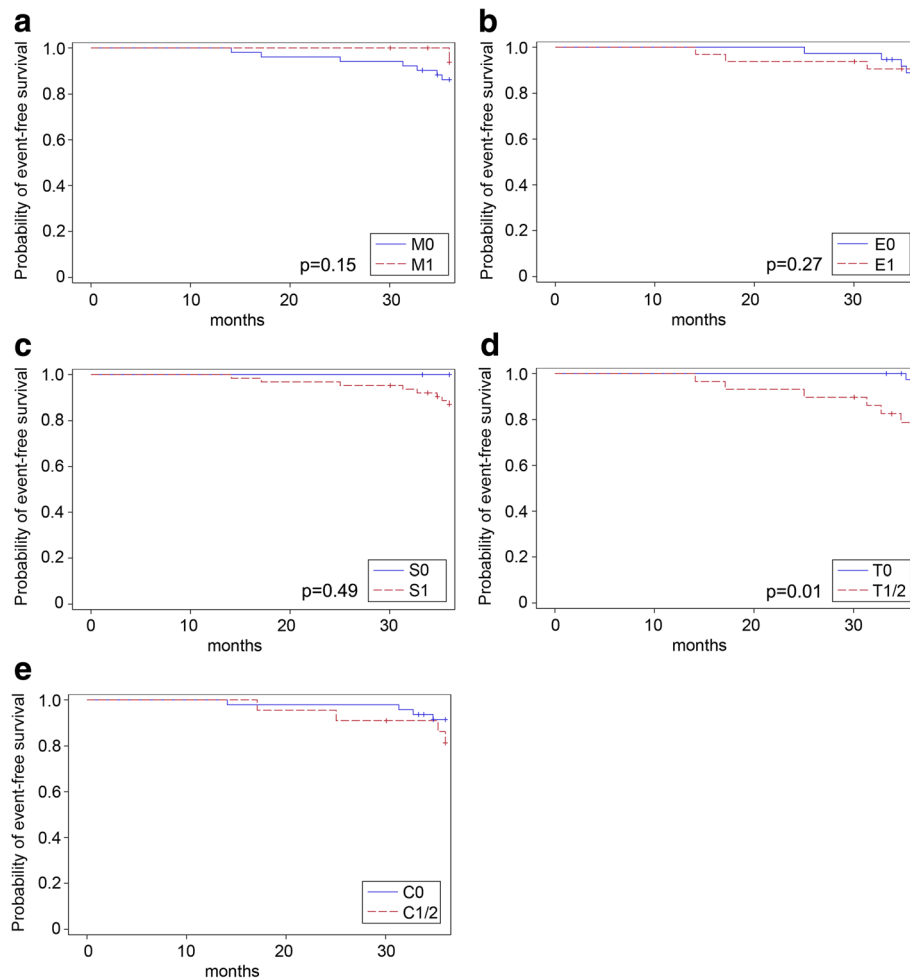 a
Probability of event-free survival
1.0
0.8
0.6
0.4
0.2
0
p=0.15
M0
M1
0 10 20 30
months
b
Probability of event-free survival
1.0
0.8
0.6
0.4
0.2
0
p=0.27
E0
E1
0 10 20 30
months
c
Probability of event-free survival
1.0
0.8
0.6
0.4
0.2
0
p=0.49
S0
S1
0 10 20 30
months
d
Probability of event-free survival
1.0
0.8
0.6
0.4
0.2
0
p=0.01
T0
T1/2
0 10 20 30
months
e
Probability of event-free survival
1.0
0.8
0.6
0.4
0.2
0
C0
C1/2
0 10 20 30
months